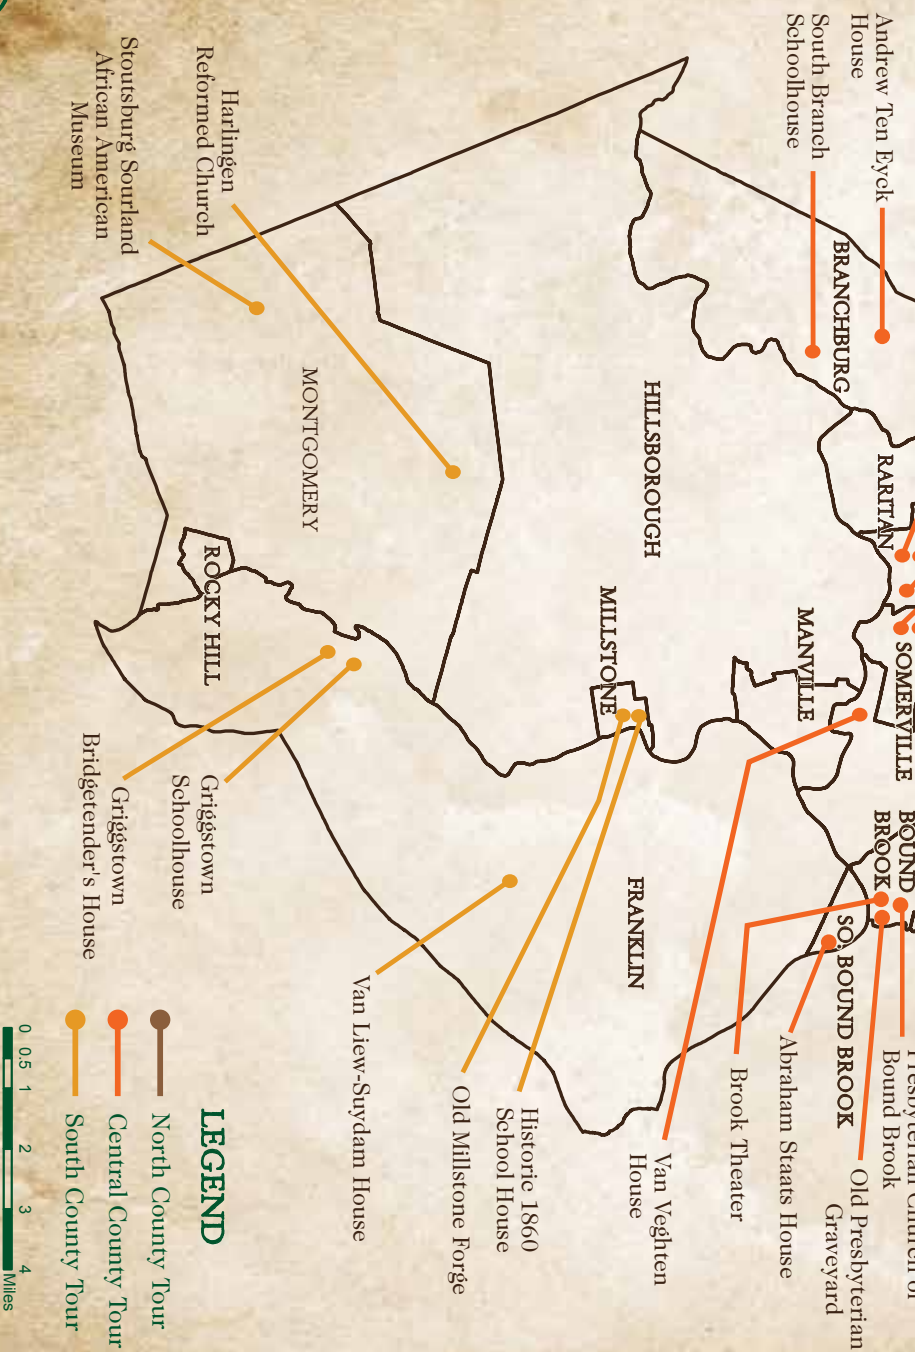 Andrew Ten Eyck
House
South Branch
Schoolhouse
BRANCHBURG
RARITAN
SOMERVILLE
BOUND
BROOK
Bound Brook
Old Presbyterian
Graveyard
SO. BOUND BROOK
Abraham Staats House
Brook Theater
Van Veghten
House
MANVILLE
HILLSBOROUGH
MILLSTONE
FRANKLIN
Historic 1860
School House
Old Millstone Forge
Van Liew-Suydam House
Harlingen
Reformed Church
Stoutsburg Sourland
African American
Museum
MONTGOMERY
ROCKY HILL
Griggstown
Schoolhouse
Griggstown
Bridgetender's House
LEGEND
North County Tour
Central County Tour
South County Tour
0 0.5 1 2 3 4
Miles